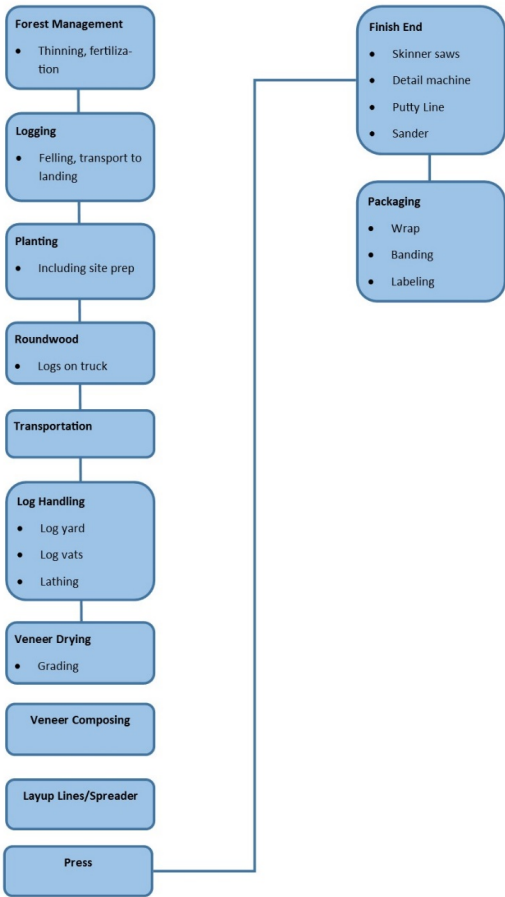 Forest Management
• Thinning, fertiliza-
tion
Logging
• Felling, transport to
landing
Planting
• Including site prep
Roundwood
• Logs on truck
Transportation
Log Handling
• Log yard
• Log vats
• Lathing
Veneer Drying
• Grading
Veneer Composing
Layup Lines/Spreader
Press
Finish End
• Skinner saws
• Detail machine
• Putty Line
• Sander
Packaging
• Wrap
• Banding
• Labeling